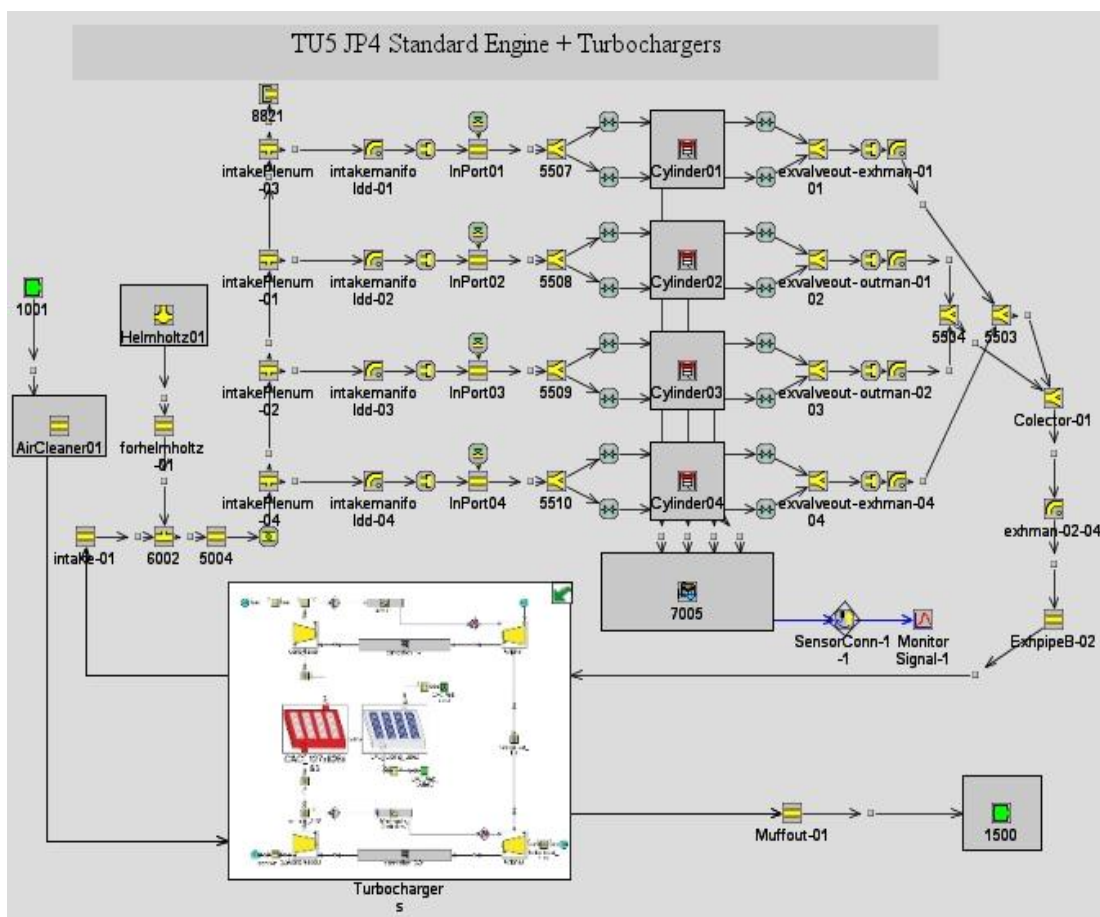 TU5 JP4 Standard Engine + Turbochargers
8821
intakePlenum
-03
intakemanifo
ldd-01
InPort01
5507
Cylinder01
exvalveout-
01
exhman-01
01
intakePlenum
-01
intakemanifo
ldd-02
InPort02
5508
Cylinder02
exvalveout-
02
outman-01
02
1001
Helmholtz01
5504
5503
intakePlenum
-02
intakemanifo
ldd-03
InPort03
5509
Cylinder03
exvalveout-
03
outman-02
AirCleaner01
forhelmholtz
-01
Colector-01
intakePlenum
-04
intakemanifo
ldd-04
InPort04
5510
Cylinder04
exvalveout-
04
exhman-04
exhman-02-04
intake-01
6002
5004
7005
SensorConn-1
-1
Monitor
Signal-1
ExhpipeB-02
Muffout-01
1500
Turbocharger
s